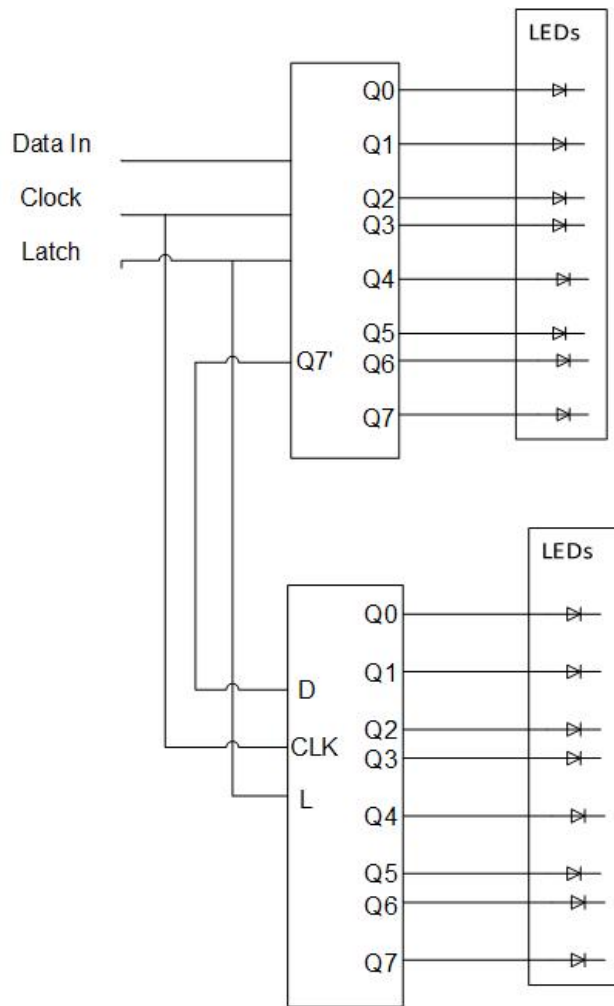 LEDs
Q0
Data In
Q1
Clock
Q2
Q3
Latch
Q4
Q5
Q7'
Q6
Q7
LEDs
Q0
Q1
D
Q2
CLK
Q3
L
Q4
Q5
Q6
Q7